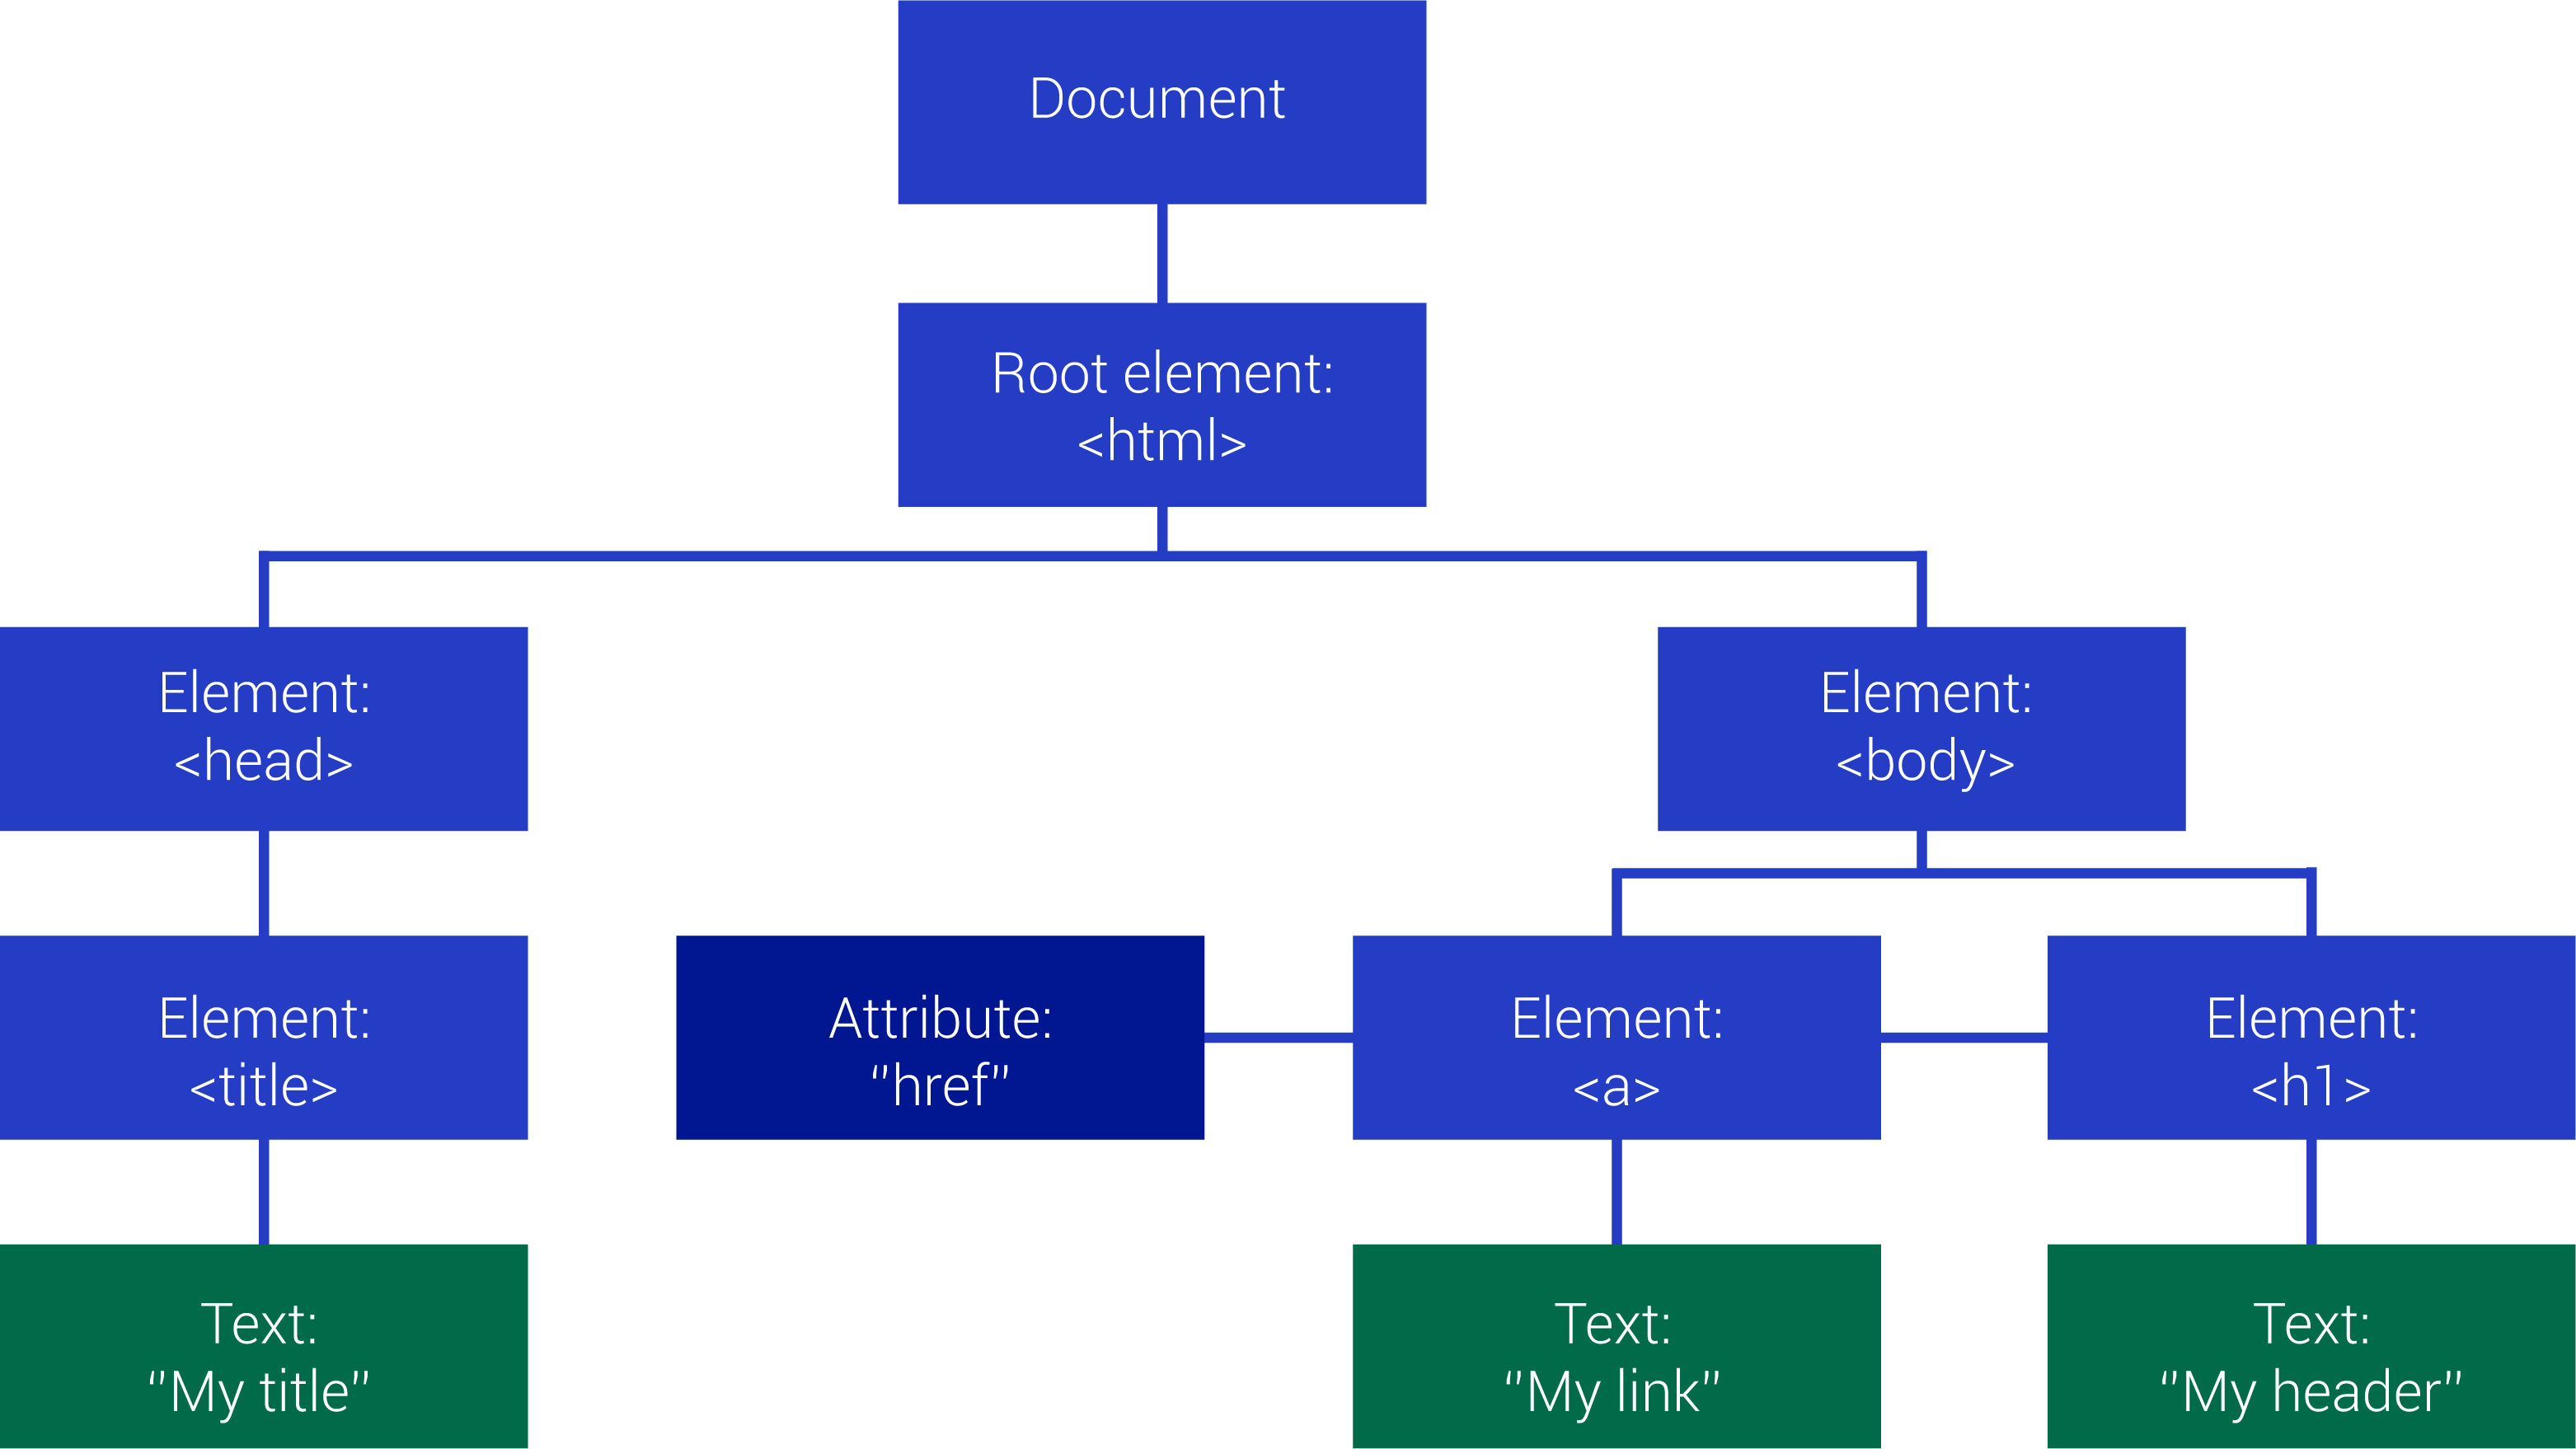 Document
Root element:
<html>
Element:
<head>
Element:
<body>
Element:
<title>
Attribute:
"href"
Element:
<a>
Element:
<h1>
Text:
"My title"
Text:
"My link"
Text:
"My header"